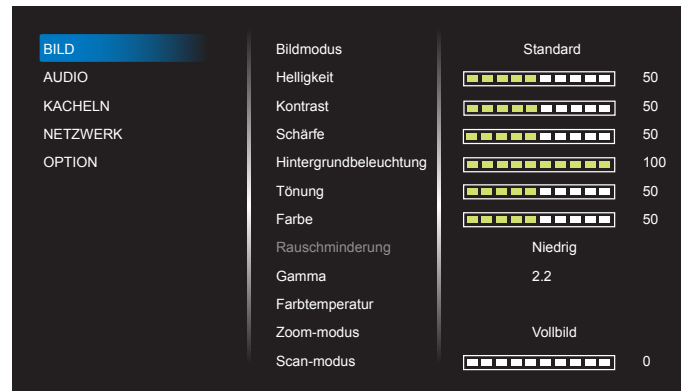 BILD
AUDIO
KACHELN
NETZWERK
OPTION
Bildmodus Standard
Helligkeit 50
Kontrast 50
Schärfe 50
Hintergrundbeleuchtung 100
Tönung 50
Farbe 50
Rauschminderung Niedrig
Gamma 2.2
Farbtemperatur
Zoom-modus Vollbild
Scan-modus 0